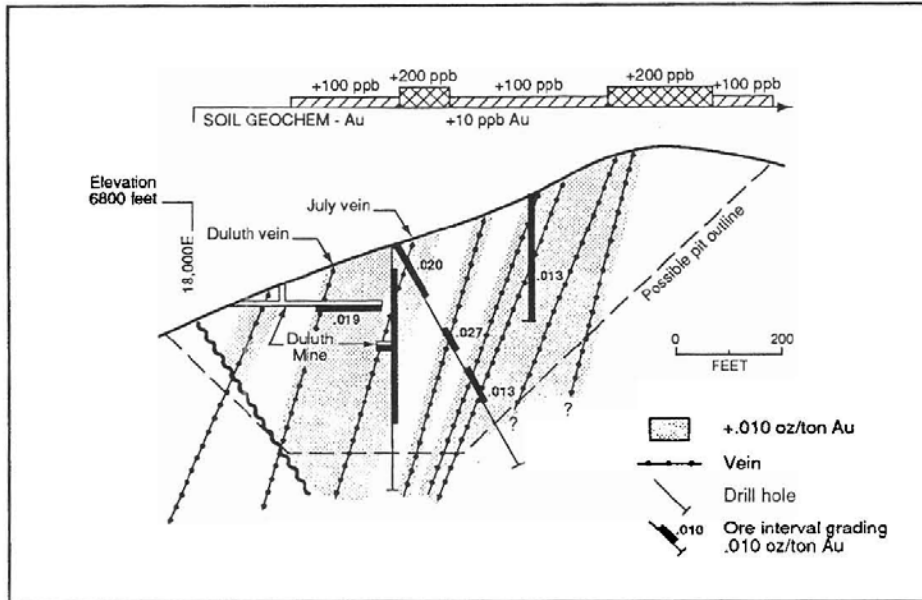 +100 ppb
+200 ppb
+100 ppb
+200 ppb
+100 ppb
SOIL GEOCHEM - Au
+10 ppb Au
Elevation
6800 feet
18,000E
July vein
Duluth vein
.020
.013
.019
.027
.013
Duluth
Mine
Possible pit outline
0
200
FEET
?
?
+.010 oz/ton Au
Vein
Drill hole
.010
Ore interval grading
.010 oz/ton Au